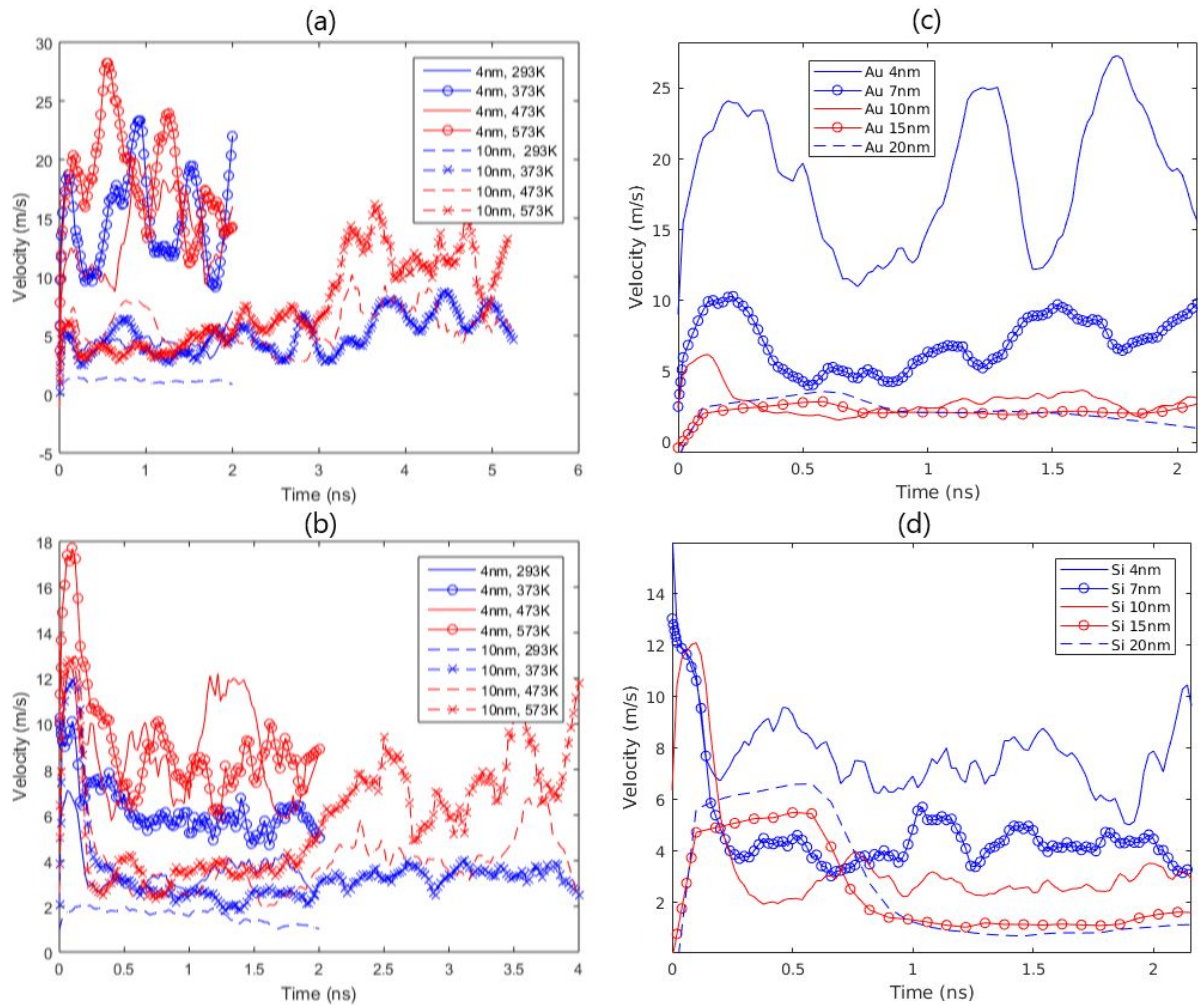 (a)
30
25
20
15
10
5
0
-5
Velocity (m/s)
0 1 2 3 4 5 6
Time (ns)
4nm, 293K
4nm, 373K
4nm, 473K
4nm, 573K
10nm, 293K
10nm, 373K
10nm, 473K
10nm, 573K
(c)
25
20
15
10
5
0
Velocity (m/s)
0 0.5 1 1.5 2
Time (ns)
Au 4nm
Au 7nm
Au 10nm
Au 15nm
Au 20nm
(b)
18
16
14
12
10
8
6
4
2
0
Velocity (m/s)
0 0.5 1 1.5 2 2.5 3 3.5 4
Time (ns)
4nm, 293K
4nm, 373K
4nm, 473K
4nm, 573K
10nm, 293K
10nm, 373K
10nm, 473K
10nm, 573K
(d)
14
12
10
8
6
4
2
Velocity (m/s)
0 0.5 1 1.5 2
Time (ns)
Si 4nm
Si 7nm
Si 10nm
Si 15nm
Si 20nm